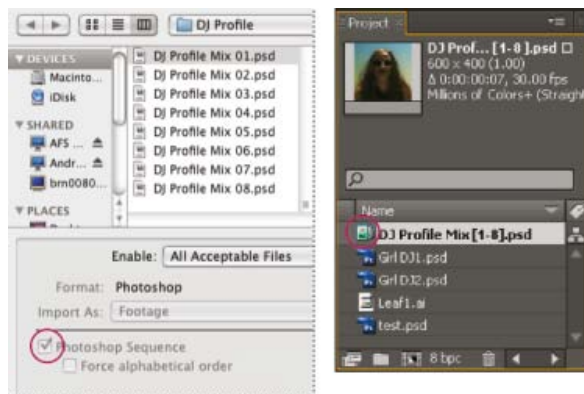 DJ Profile
▼ DEVICES
Macinto...
iDisk
▼ SHARED
AFS ...
Andr...
brn0080...
▼ PLACES
DJ Profile Mix 01.psd
DJ Profile Mix 02.psd
DJ Profile Mix 03.psd
DJ Profile Mix 04.psd
DJ Profile Mix 05.psd
DJ Profile Mix 06.psd
DJ Profile Mix 07.psd
DJ Profile Mix 08.psd
Enable: All Acceptable Files
Format: Photoshop
Import As: Footage
Photoshop Sequence
Force alphabetical order
Project
DJ Prof... [1-8].psd
600 x 400 (1.00)
Δ 0:00:00:07, 30.00 fps
Millions of Colors+ (Straight
Name
DJ Profile Mix[1-8].psd
Girl DJ1.psd
Girl DJ2.psd
Leaf1.ai
test.psd
8 bpc